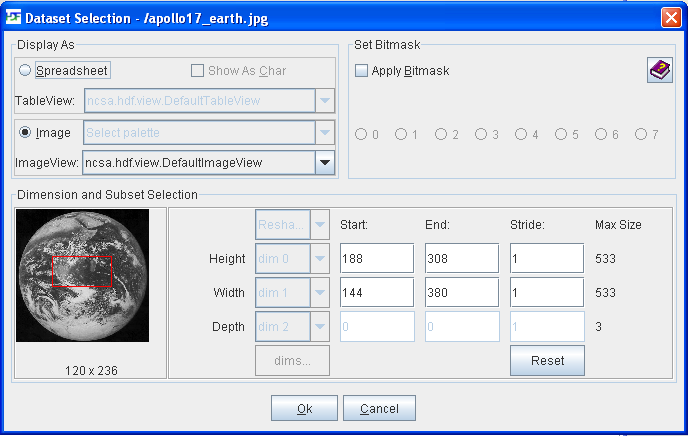 Dataset Selection - /apollo17_earth.jpg
Display As
Spreadsheet Show As Char
TableView: ncsa.hdf.view.DefaultTableView
Image Select palette
ImageView: ncsa.hdf.view.DefaultImageView
Set Bitmask
Apply Bitmask
0 1 2 3 4 5 6 7
Dimension and Subset Selection
120 x 236
Resha... Start: End: Stride: Max Size
Height dim 0 188 308 1 533
Width dim 1 144 380 1 533
Depth dim 2 0 0 1 3
dims... Reset
Ok Cancel